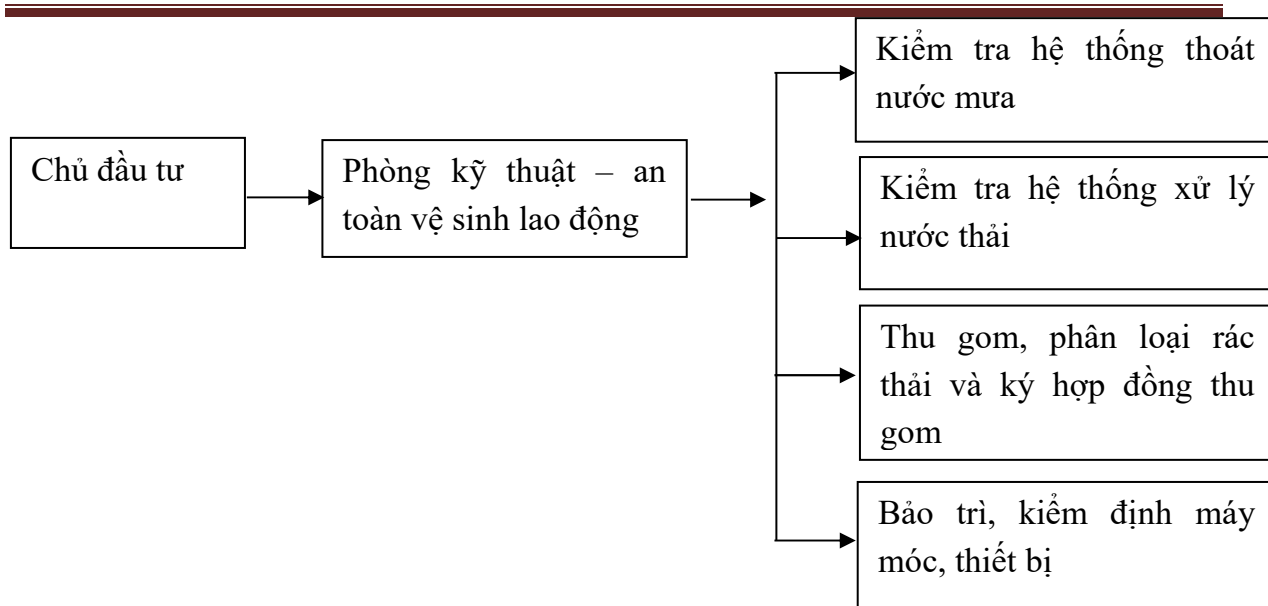 Chủ đầu tư
Phòng kỹ thuật – an
toàn vệ sinh lao động
Kiểm tra hệ thống thoát
nước mưa
Kiểm tra hệ thống xử lý
nước thải
Thu gom, phân loại rác
thải và ký hợp đồng thu
gom
Bảo trì, kiểm định máy
móc, thiết bị